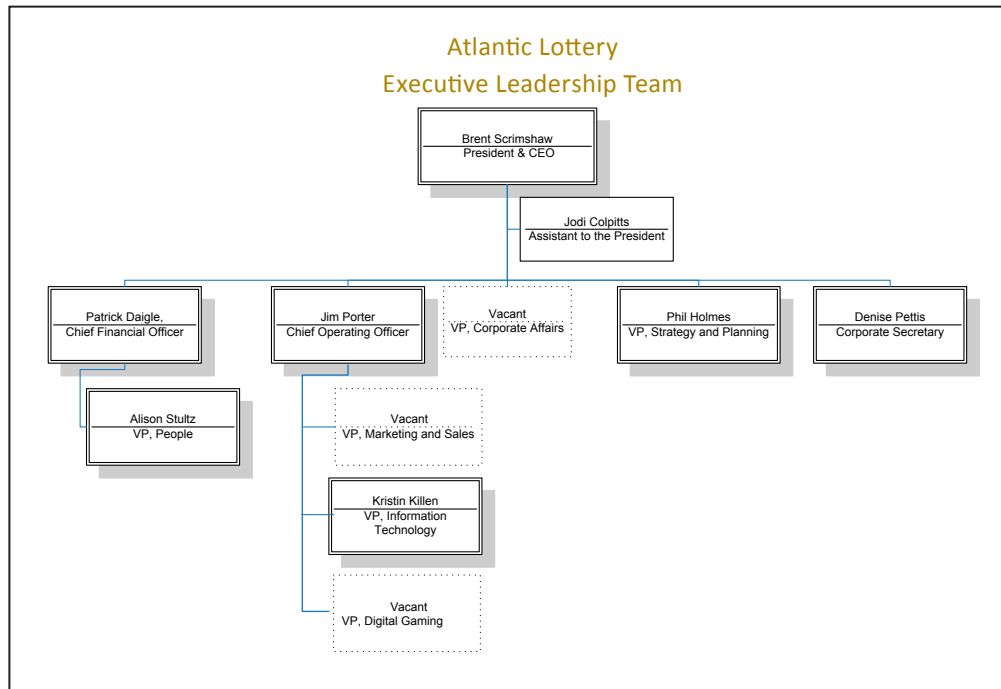 Atlantic Lottery
Executive Leadership Team
Brent Scrimshaw
President & CEO
Jodi Colpitts
Assistant to the President
Patrick Daigle,
Chief Financial Officer
Jim Porter
Chief Operating Officer
Vacant
VP, Corporate Affairs
Phil Holmes
VP, Strategy and Planning
Denise Pettis
Corporate Secretary
Alison Stultz
VP, People
Vacant
VP, Marketing and Sales
Kristin Killen
VP, Information
Technology
Vacant
VP, Digital Gaming